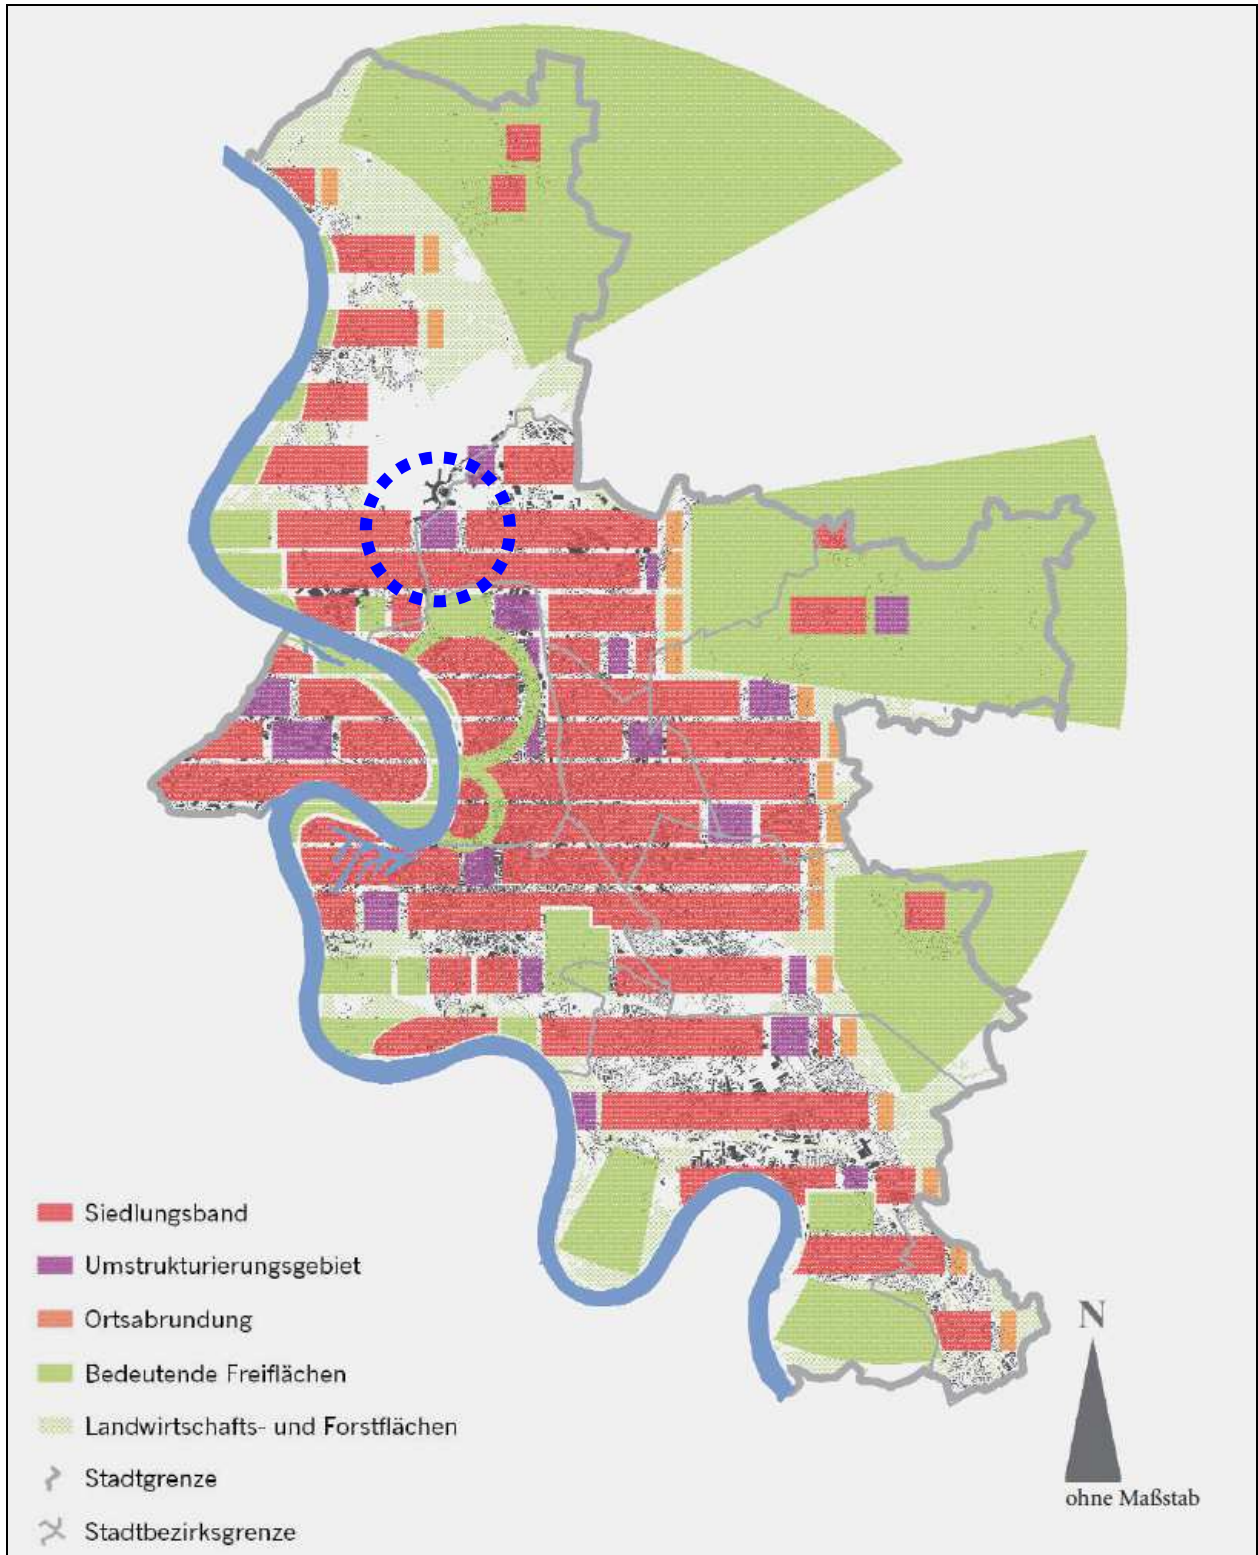 Siedlungsband
Umstrukturierungsgebiet
Ortsabrundung
Bedeutende Freiflächen
Landwirtschafts- und Forstflächen
Stadtgrenze
Stadtbezirksgrenze
N
ohne Maßstab